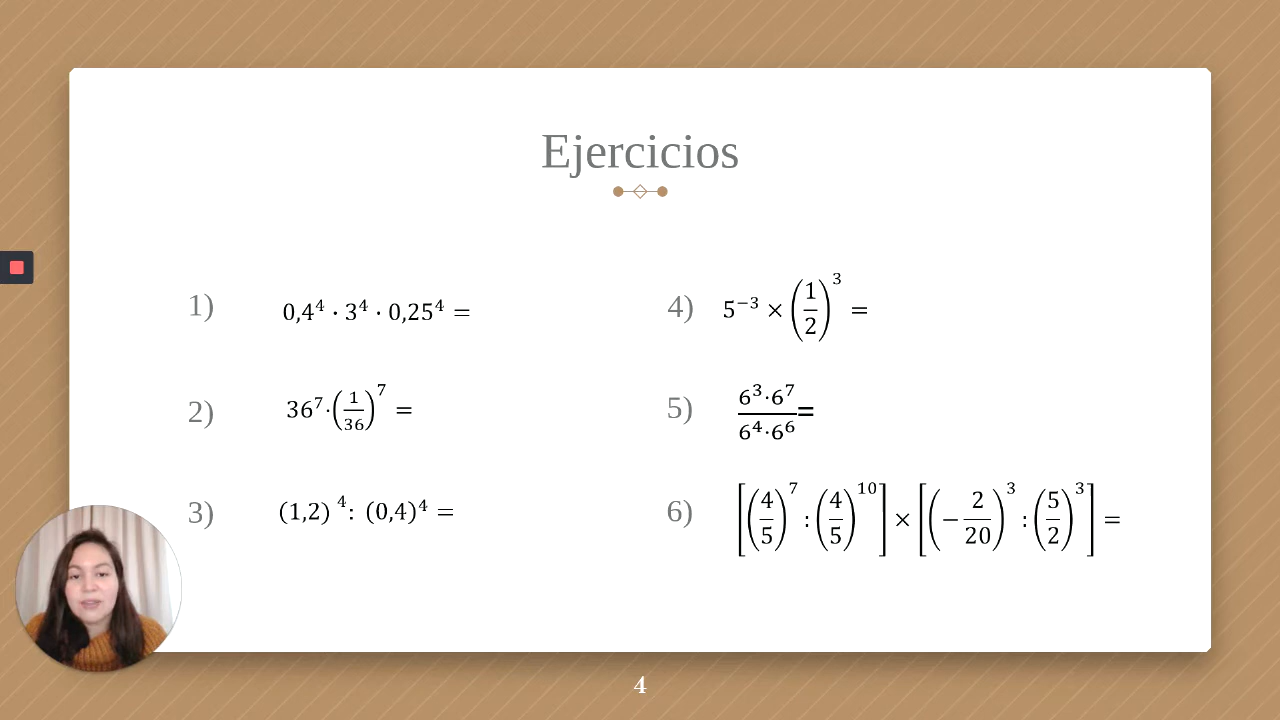 Ejercicios
1) 0,4⁴ · 3⁴ · 0,25⁴ =
2) 36⁷·(1/36)⁷ =
3) (1,2) ⁴: (0,4)⁴ =
4) 5⁻³ × (1/2)³ =
5) 6³·6⁷/6⁴·6⁶ =
6) [(4/5)⁷ : (4/5)¹⁰] × [(−2/20)³ : (5/2)³] =
4